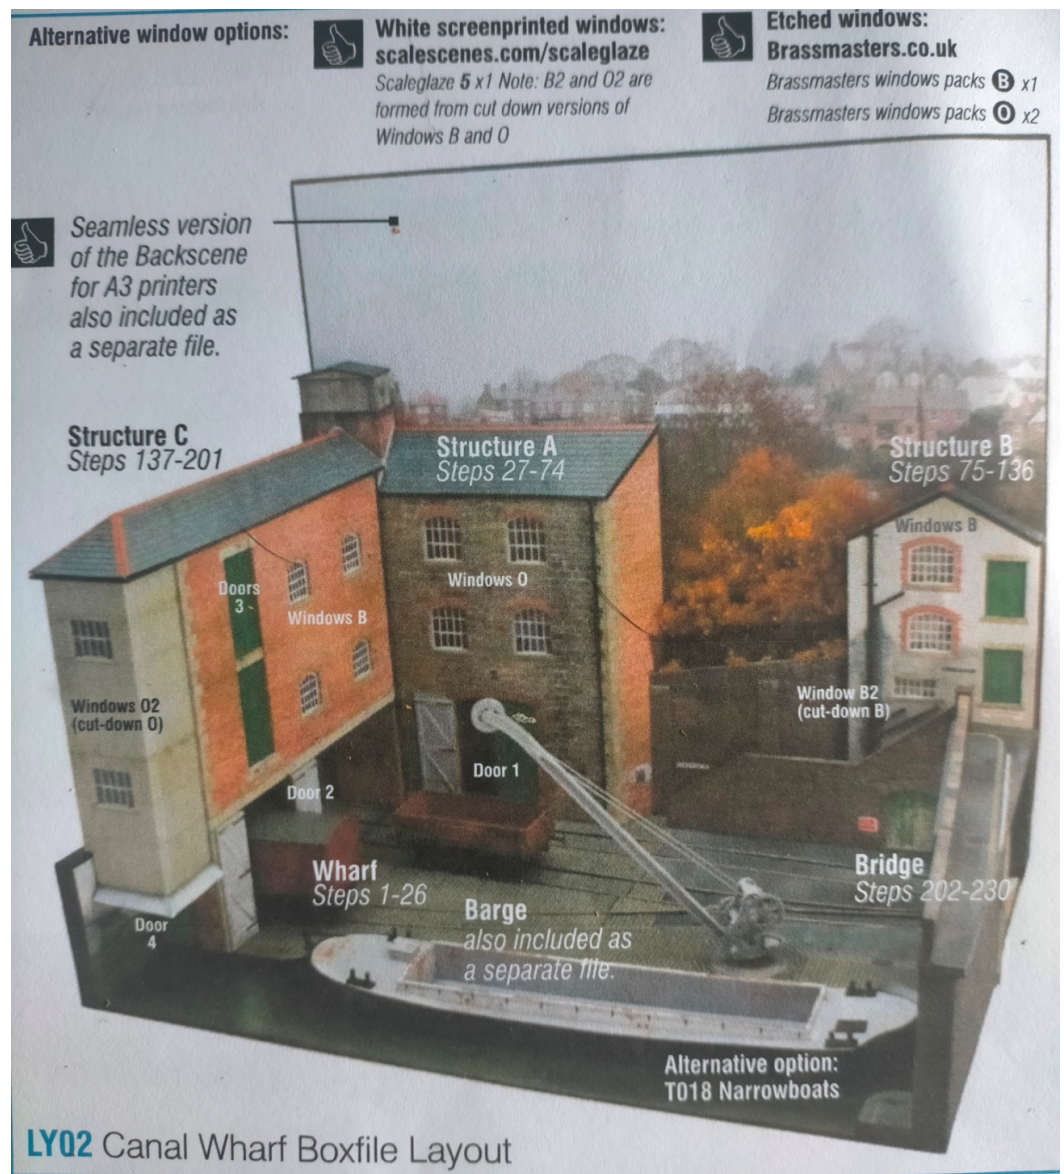 Alternative window options:
White screenprinted windows:
scalescenes.com/scaleglaze
Scaleglaze 5 x1 Note: B2 and O2 are
formed from cut down versions of
Windows B and O
Etched windows:
Brassmasters.co.uk
Brassmasters windows packs B x1
Brassmasters windows packs O x2
Seamless version
of the Backscene
for A3 printers
also included as
a separate file.
Structure C
Steps 137-201
Structure A
Steps 27-74
Structure B
Steps 75-136
Windows B
Windows O
Doors
3
Windows B
Windows O2
(cut-down O)
Window B2
(cut-down B)
Door 1
Door 2
Wharf
Steps 1-26
Bridge
Steps 202-230
Barge
also included as
a separate file.
Door
4
Alternative option:
T018 Narrowboats
LY02 Canal Wharf Boxfile Layout